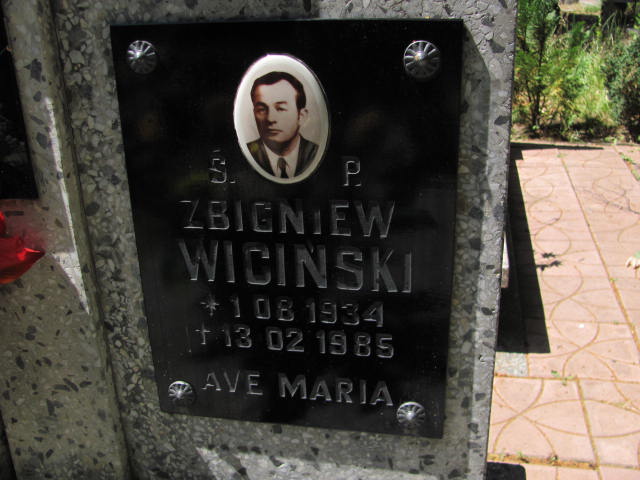 Ś. P.
ZBIGNIEW
WICIŃSKI
* 1 08 1934
† 13 02 1985
AVE MARIA